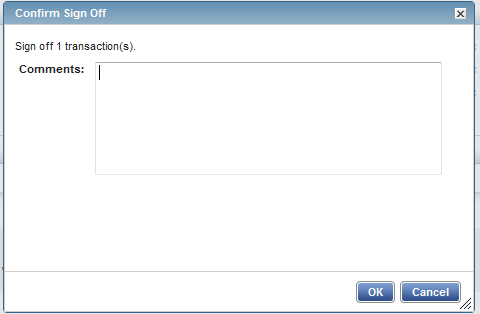 Confirm Sign Off
Sign off 1 transaction(s).
Comments:
OK
Cancel